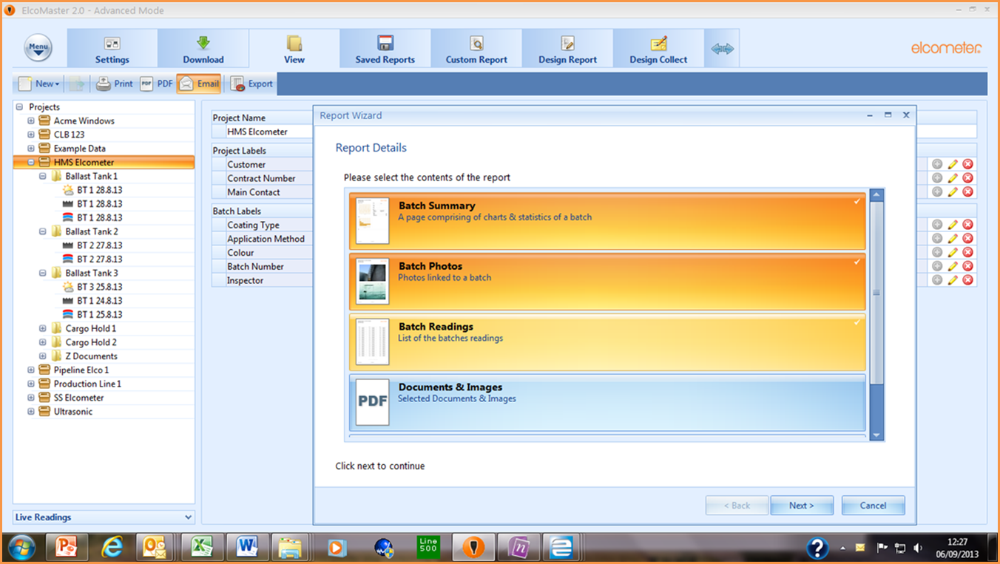 ElcoMaster 2.0 - Advanced Mode
Menu
Settings
Download
View
Saved Reports
Custom Report
Design Report
Design Collect
elcometer
New
Print
PDF
PDF
Email
Export
Projects
Acme Windows
CLB 123
Example Data
HMS Elcometer
Ballast Tank 1
BT 1 28.8.13
BT 1 28.8.13
BT 1 28.8.13
Ballast Tank 2
BT 2 27.8.13
BT 2 27.8.13
Ballast Tank 3
BT 3 25.8.13
BT 1 24.8.13
BT 1 25.8.13
Cargo Hold 1
Cargo Hold 2
Z Documents
Pipeline Elco 1
Production Line 1
SS Elcometer
Ultrasonic
Live Readings
Project Name
HMS Elcometer
Project Labels
Customer
Contract Number
Main Contact
Batch Labels
Coating Type
Application Method
Colour
Batch Number
Inspector
Report Wizard
Report Details
Please select the contents of the report
Batch Summary
A page comprising of charts & statistics of a batch
Batch Photos
Photos linked to a batch
Batch Readings
List of the batches readings
PDF
Documents & Images
Selected Documents & Images
Click next to continue
< Back
Next >
Cancel
Line
500
12:27
06/09/2013